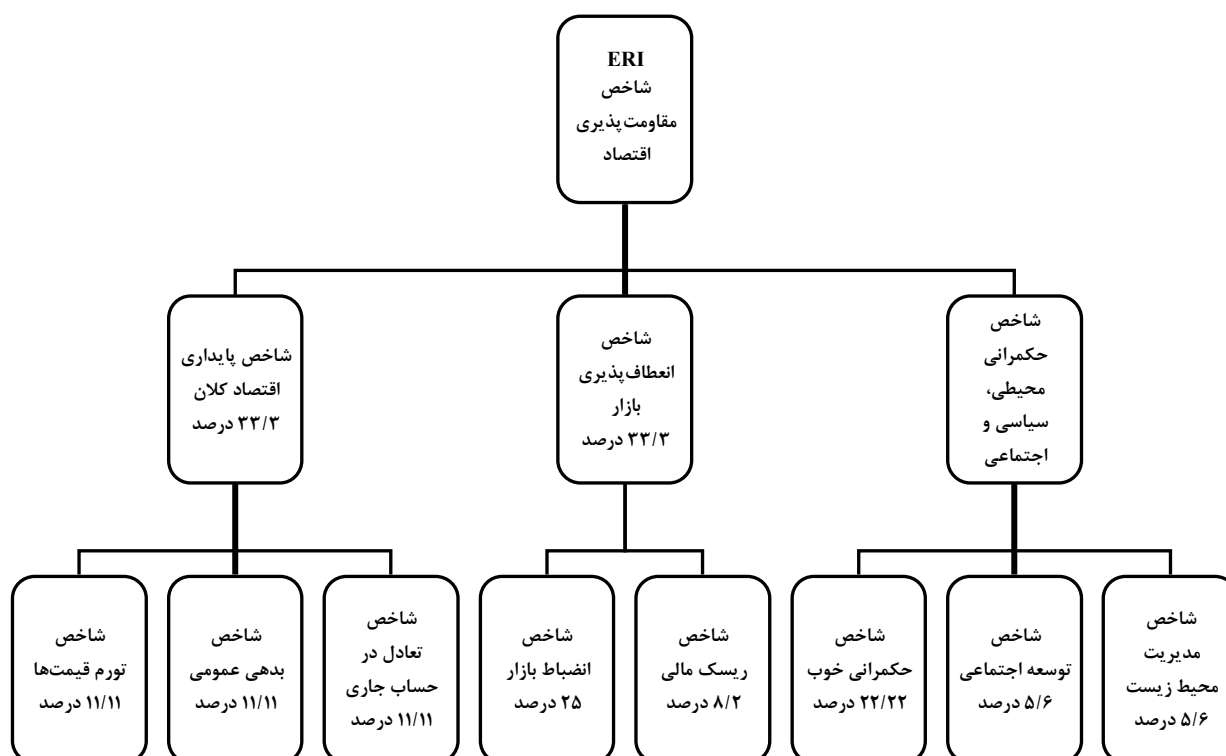 ERI
شاخص
مقاومت‌پذیری
اقتصاد
شاخص
حکمرانی
محیطی،
سیاسی و
اجتماعی
شاخص
انعطاف‌پذیری
بازار
۳۳/۳ درصد
شاخص پایداری
اقتصاد کلان
۳۳/۳ درصد
شاخص
مدیریت
محیط زیست
۵/۶ درصد
شاخص
توسعه اجتماعی
۵/۶ درصد
شاخص
حکمرانی خوب
۲۲/۲۲ درصد
شاخص
ریسک مالی
۸/۲ درصد
شاخص
انضباط بازار
۲۵ درصد
شاخص
تعادل در
حساب جاری
۱۱/۱۱ درصد
شاخص
بدهی عمومی
۱۱/۱۱ درصد
شاخص
تورم قیمت‌ها
۱۱/۱۱ درصد